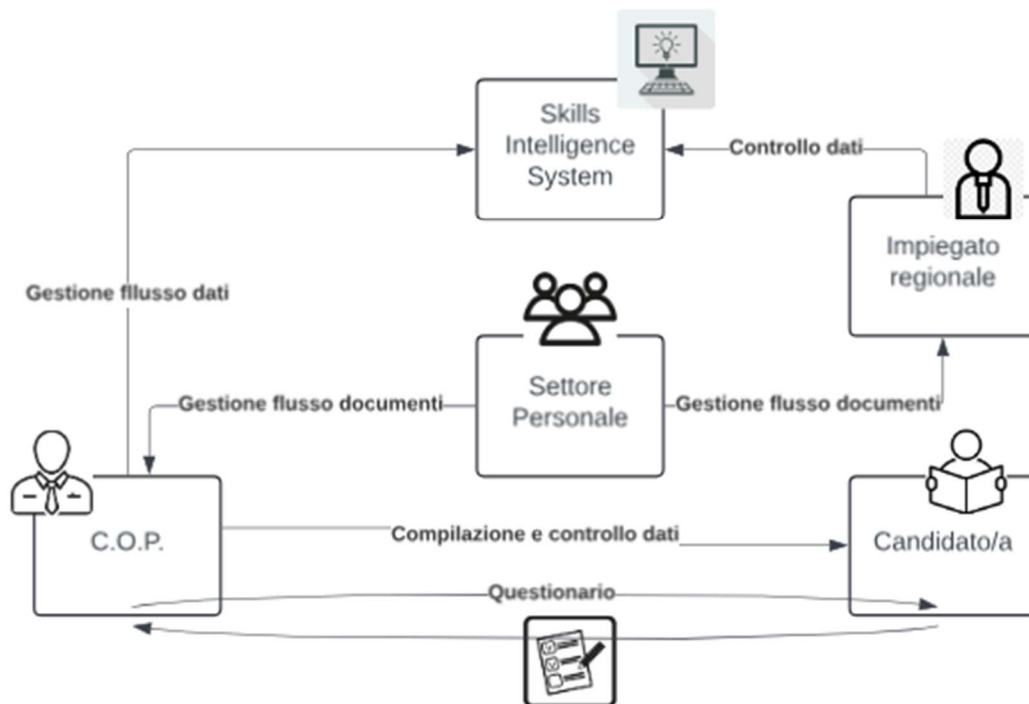 Skills
Intelligence
System
Controllo dati
Impiegato
regionale
Gestione fllusso dati
Settore
Personale
Gestione flusso documenti
Gestione flusso documenti
C.O.P.
Compilazione e controllo dati
Candidato/a
Questionario